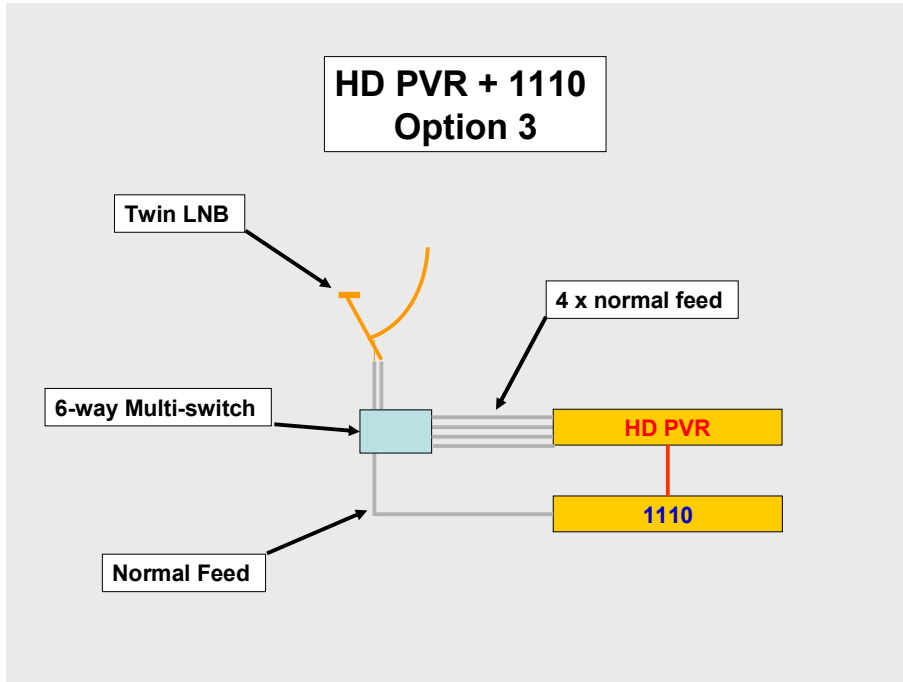 HD PVR + 1110
Option 3
Twin LNB
4 x normal feed
6-way Multi-switch
HD PVR
1110
Normal Feed